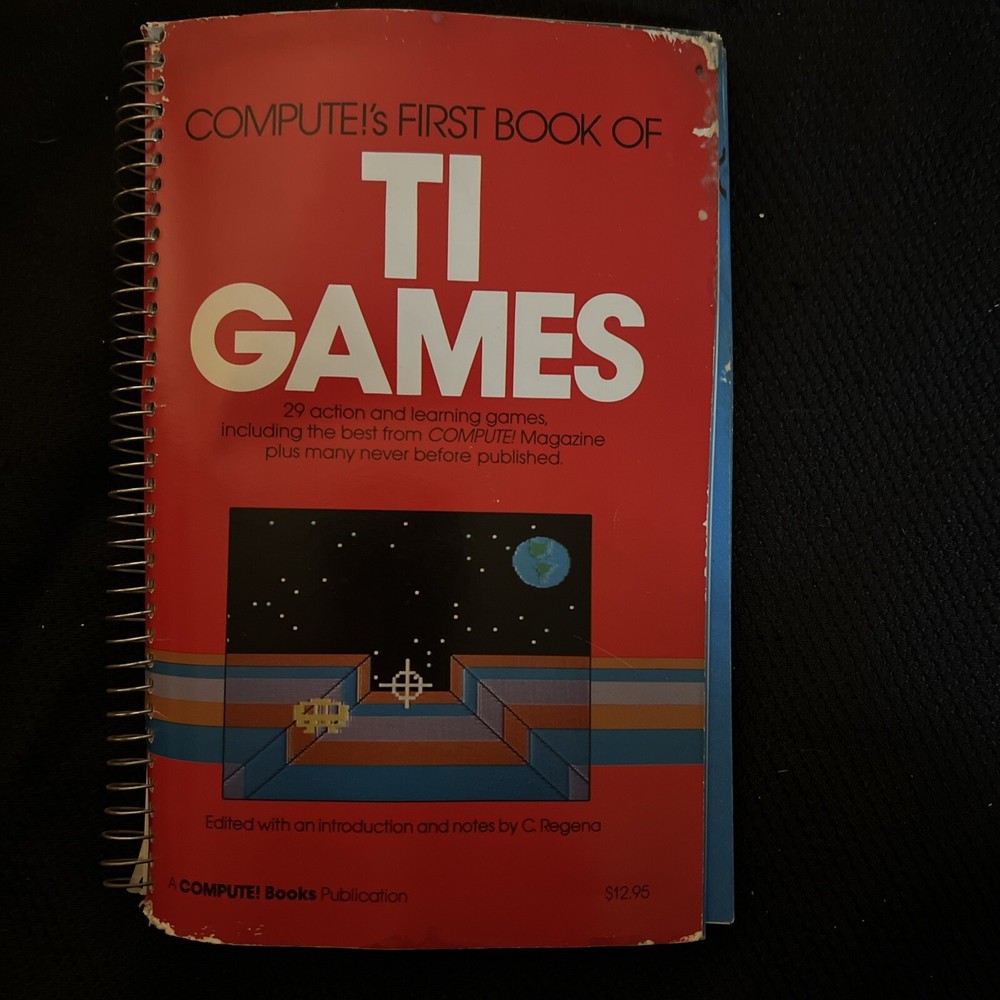 COMPUTE!'s FIRST BOOK OF
TI
GAMES
29 action and learning games,
including the best from COMPUTE! Magazine
plus many never before published.
Edited with an introduction and notes by C. Regena
A COMPUTE! Books Publication
$12.95